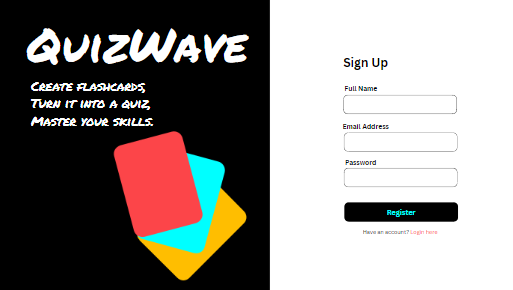 QuizWave
Create flashcards,
Turn it into a quiz,
Master your skills.
Sign Up
Full Name
Email Address
Password
Register
Have an account? Login here